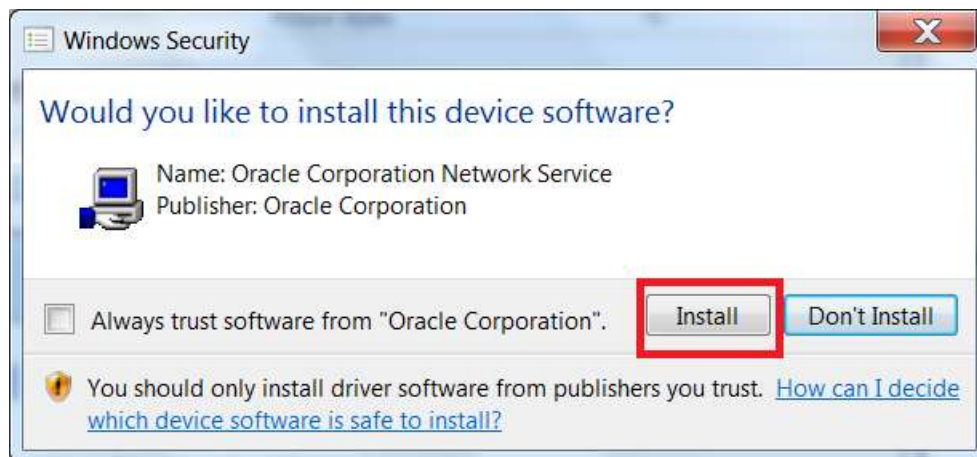 Windows Security
Would you like to install this device software?
Name: Oracle Corporation Network Service
Publisher: Oracle Corporation
Always trust software from "Oracle Corporation".
Install
Don't Install
You should only install driver software from publishers you trust. How can I decide
which device software is safe to install?